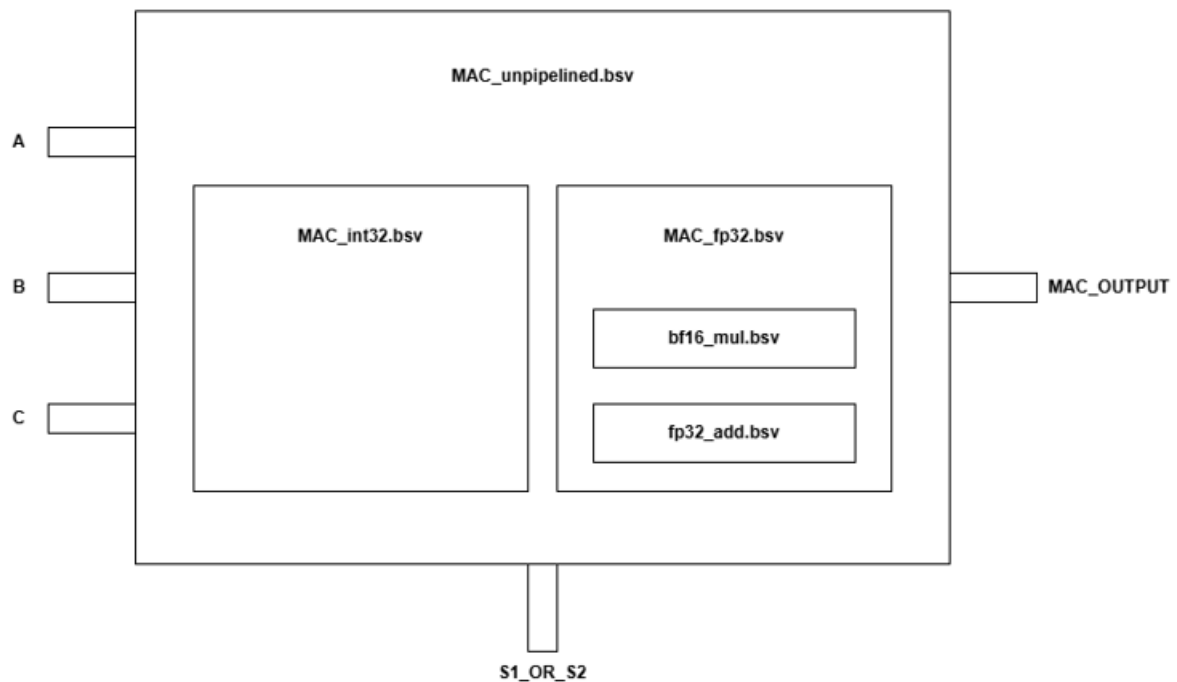 MAC_unpipelined.bsv
A
MAC_int32.bsv
MAC_fp32.bsv
B
MAC_OUTPUT
bf16_mul.bsv
C
fp32_add.bsv
S1_OR_S2